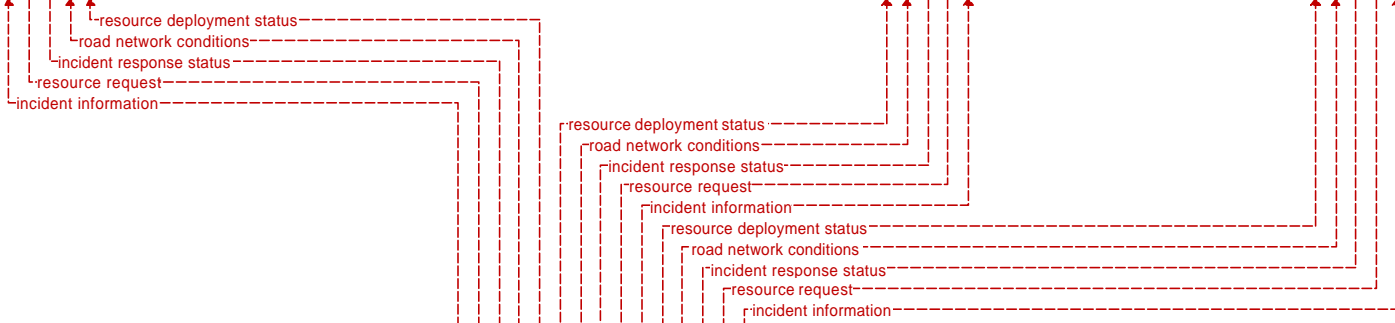 resource deployment status
road network conditions
incident response status
resource request
incident information
resource deployment status
road network conditions
incident response status
resource request
incident information
resource deployment status
road network conditions
incident response status
resource request
incident information